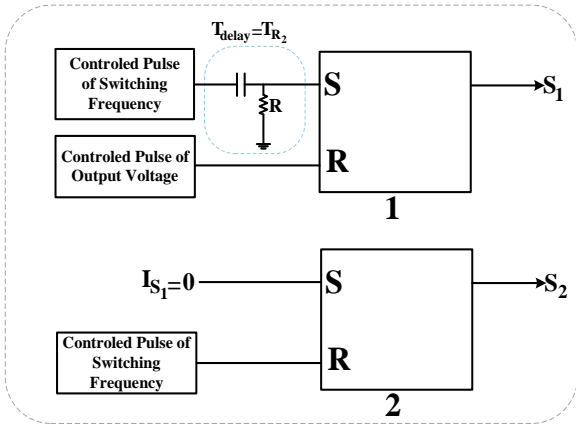 T_delay=T_R2
Controled Pulse
of Switching
Frequency
S
S1
R
Controled Pulse of
Output Voltage
R
1
I_S1=0
S
S2
Controled Pulse of
Switching
Frequency
R
2